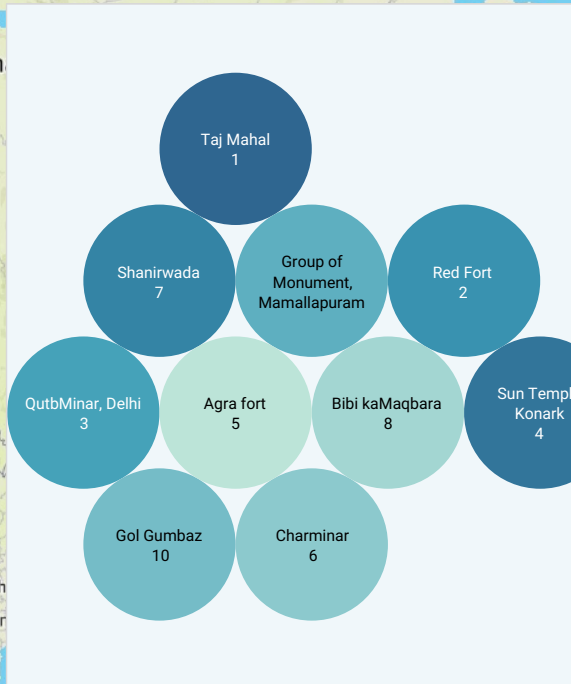 Taj Mahal
1
Shanirwada
7
Group of
Monument,
Mamallapuram
Red Fort
2
QutbMinar, Delhi
3
Agra fort
5
Bibi kaMaqbara
8
Sun Templ
Konark
4
Gol Gumbaz
10
Charminar
6